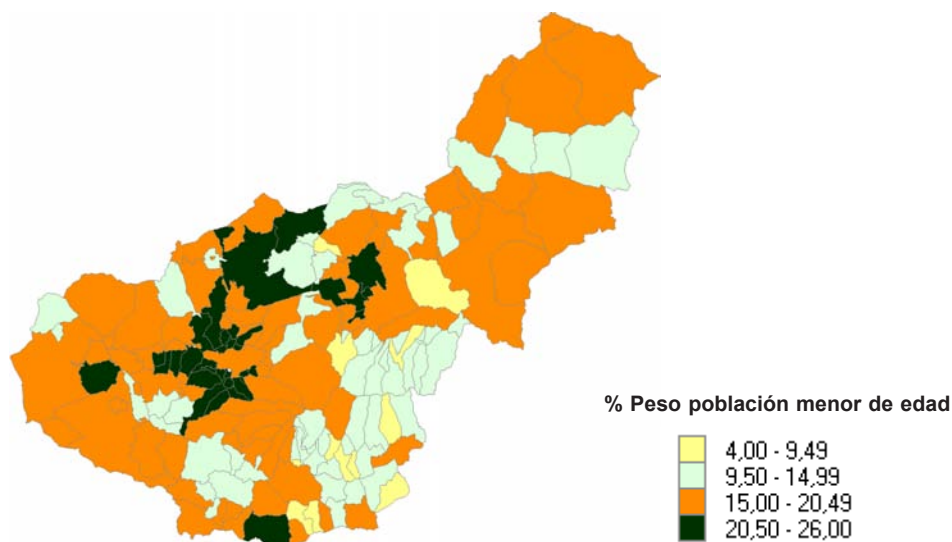 % Peso población menor de edad
4,00 - 9,49
9,50 - 14,99
15,00 - 20,49
20,50 - 26,00